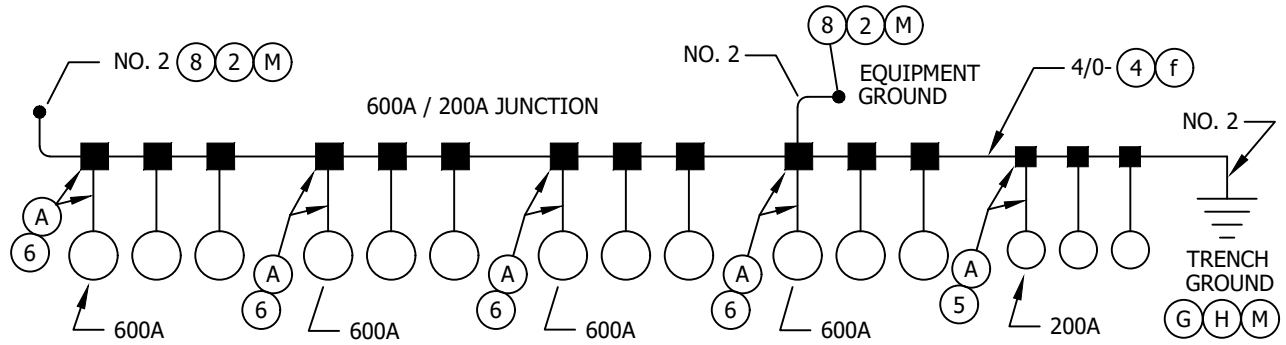 NO. 2 8 2 M
600A / 200A JUNCTION
NO. 2
8 2 M
EQUIPMENT
GROUND
4/0- 4 f
NO. 2
A
6
600A
A
6
600A
A
6
600A
A
6
600A
A
5
200A
TRENCH
GROUND
G H M